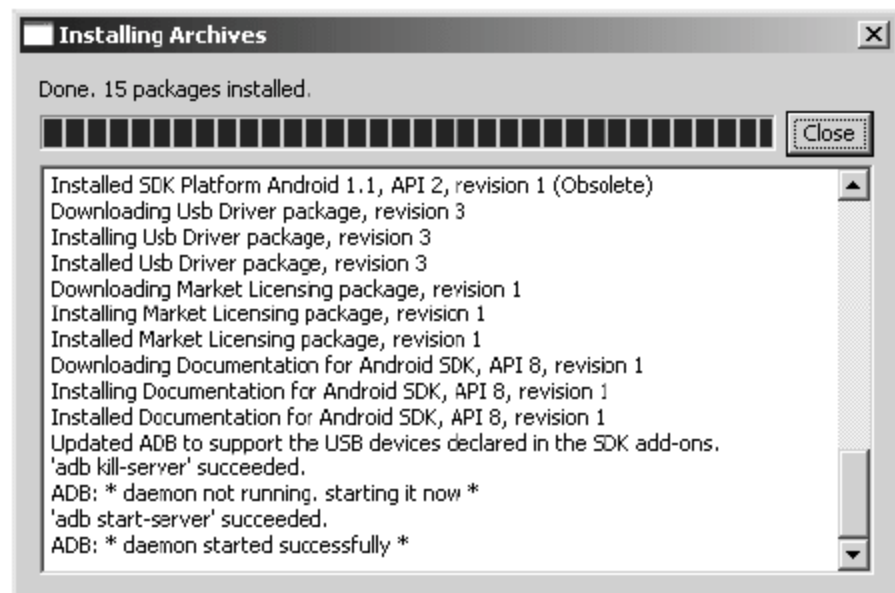 Installing Archives
Done. 15 packages installed.
Close
Installed SDK Platform Android 1.1, API 2, revision 1 (Obsolete)
Downloading Usb Driver package, revision 3
Installing Usb Driver package, revision 3
Installed Usb Driver package, revision 3
Downloading Market Licensing package, revision 1
Installing Market Licensing package, revision 1
Installed Market Licensing package, revision 1
Downloading Documentation for Android SDK, API 8, revision 1
Installing Documentation for Android SDK, API 8, revision 1
Installed Documentation for Android SDK, API 8, revision 1
Updated ADB to support the USB devices declared in the SDK add-ons.
'adb kill-server' succeeded.
ADB: * daemon not running. starting it now *
'adb start-server' succeeded.
ADB: * daemon started successfully *